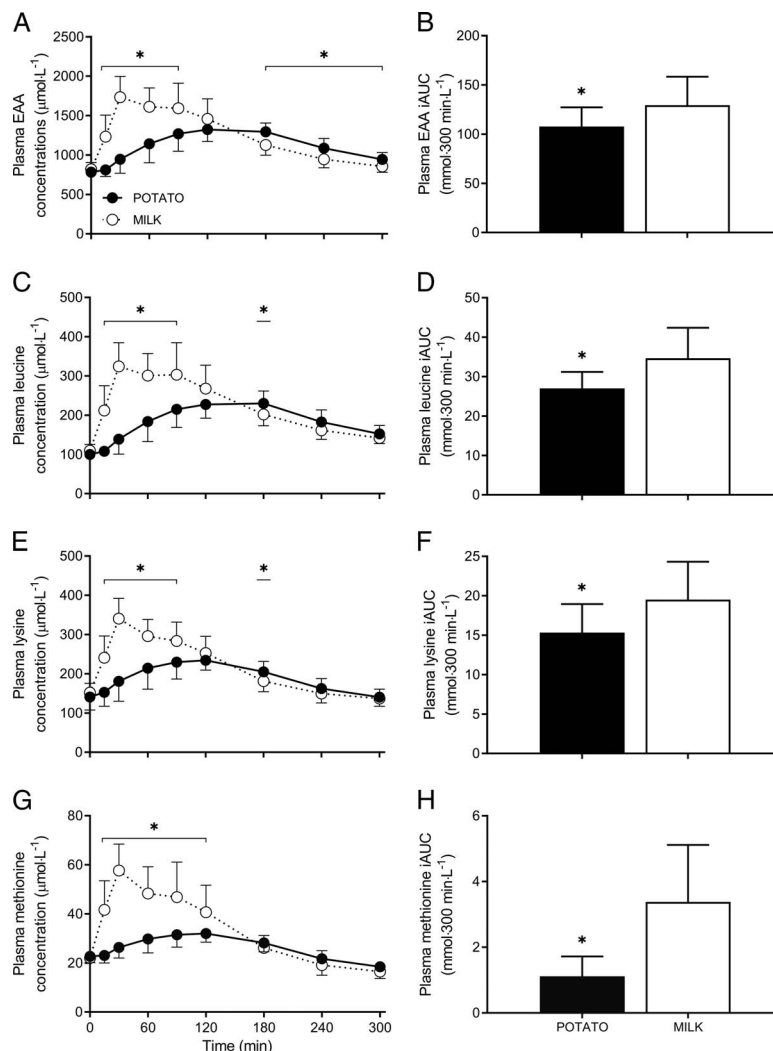 A
Plasma EAA
concentrations (μmol·L⁻¹)
2500
2000
1500
1000
500
0
*
*
POTATO
MILK
B
Plasma EAA iAUC
(mmol·300 min·L⁻¹)
200
150
100
50
0
*
C
Plasma leucine
concentration (μmol·L⁻¹)
500
400
300
200
100
0
*
*
D
Plasma leucine iAUC
(mmol·300 min·L⁻¹)
50
40
30
20
10
0
*
E
Plasma lysine
concentration (μmol·L⁻¹)
500
400
300
200
100
0
*
*
F
Plasma lysine iAUC
(mmol·300 min·L⁻¹)
25
20
15
10
5
0
*
G
Plasma methionine
concentration (μmol·L⁻¹)
80
60
40
20
0
*
0 60 120 180 240 300
Time (min)
H
Plasma methionine iAUC
(mmol·300 min·L⁻¹)
6
4
2
0
*
POTATO MILK